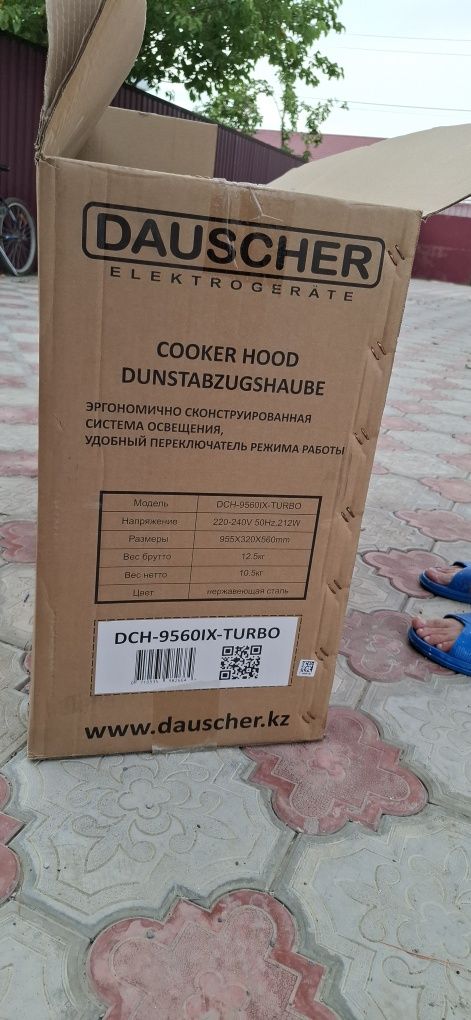 DAUSCHER
ELEKTROGERÄTE
COOKER HOOD
DUNSTABZUGSHAUBE
ЭРГОНОМИЧНО СКОНСТРУИРОВАННАЯ
СИСТЕМА ОСВЕЩЕНИЯ,
УДОБНЫЙ ПЕРЕКЛЮЧАТЕЛЬ РЕЖИМА РАБОТЫ
Модель DCH-9560IX-TURBO
Напряжение 220-240V 50Hz,212W
Размеры 955X320X560mm
Вес брутто 12.5кг
Вес нетто 10.5кг
Цвет нержавеющая сталь
DCH-9560IX-TURBO
www.dauscher.kz